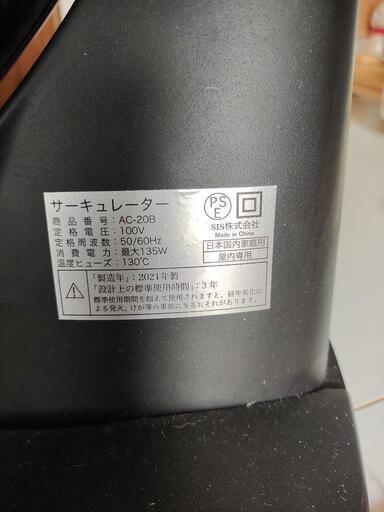 サーキュレーター
商品番号：AC-20B
定格電圧：100V
定格周波数：50/60Hz
消費電力：最大135W
温度ヒューズ：130℃
PSE
SIS株式会社
Made in China
日本国内家庭用
屋内専用
「製造年」：2021年製
「設計上の標準使用時間」：3年
標準使用期間を超えて使用されますと、経年劣化に
よる発火、けが等の事故に至るおそれがあります。